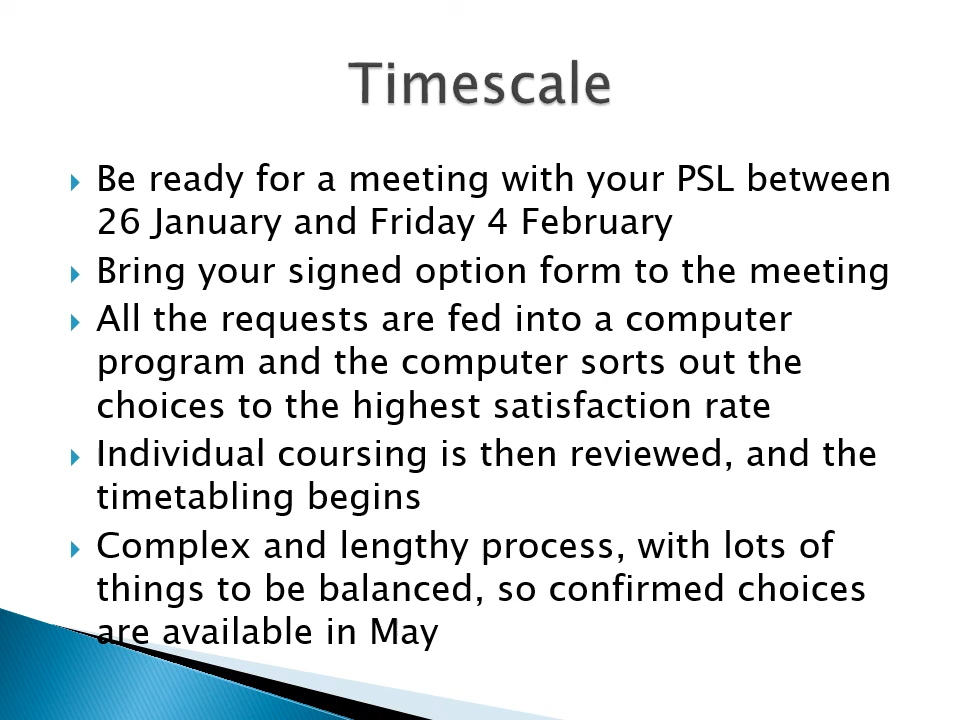 Timescale
Be ready for a meeting with your PSL between
26 January and Friday 4 February
Bring your signed option form to the meeting
All the requests are fed into a computer
program and the computer sorts out the
choices to the highest satisfaction rate
Individual coursing is then reviewed, and the
timetabling begins
Complex and lengthy process, with lots of
things to be balanced, so confirmed choices
are available in May